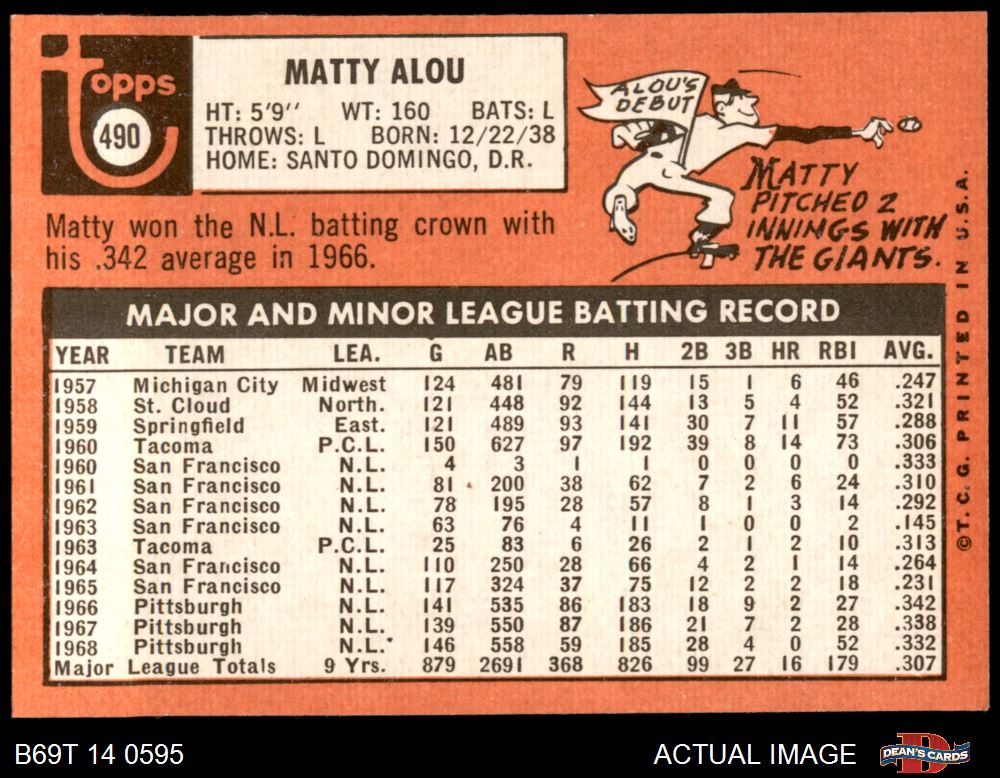 topps
490
MATTY ALOU
HT: 5'9" WT: 160 BATS: L
THROWS: L BORN: 12/22/38
HOME: SANTO DOMINGO, D.R.
ALOU'S
DEBUT
MATTY
PITCHED 2
INNINGS WITH
THE GIANTS.
Matty won the N.L. batting crown with
his .342 average in 1966.
MAJOR AND MINOR LEAGUE BATTING RECORD
YEAR TEAM LEA. G AB R H 2B 3B HR RBI AVG.
1957 Michigan City Midwest 124 481 79 119 15 1 6 46 .247
1958 St. Cloud North. 121 448 92 144 13 5 4 52 .321
1959 Springfield East. 121 489 93 141 30 7 11 57 .288
1960 Tacoma P.C.L. 150 627 97 192 39 8 14 73 .306
1960 San Francisco N.L. 4 3 1 1 0 0 0 0 .333
1961 San Francisco N.L. 81 200 38 62 7 2 6 24 .310
1962 San Francisco N.L. 78 195 28 57 8 1 3 14 .292
1963 San Francisco N.L. 63 76 4 11 1 0 0 2 .145
1963 Tacoma P.C.L. 25 83 6 26 2 1 2 10 .313
1964 San Francisco N.L. 110 250 28 66 4 2 1 14 .264
1965 San Francisco N.L. 117 324 37 75 12 2 2 18 .231
1966 Pittsburgh N.L. 141 535 86 183 18 9 2 27 .342
1967 Pittsburgh N.L. 139 550 87 186 21 7 2 28 .338
1968 Pittsburgh N.L. 146 558 59 185 28 4 0 52 .332
Major League Totals 9 Yrs. 879 2691 368 826 99 27 16 179 .307
©T.C.G. PRINTED IN U.S.A.
B69T 14 0595
ACTUAL IMAGE
DEAN'S CARDS